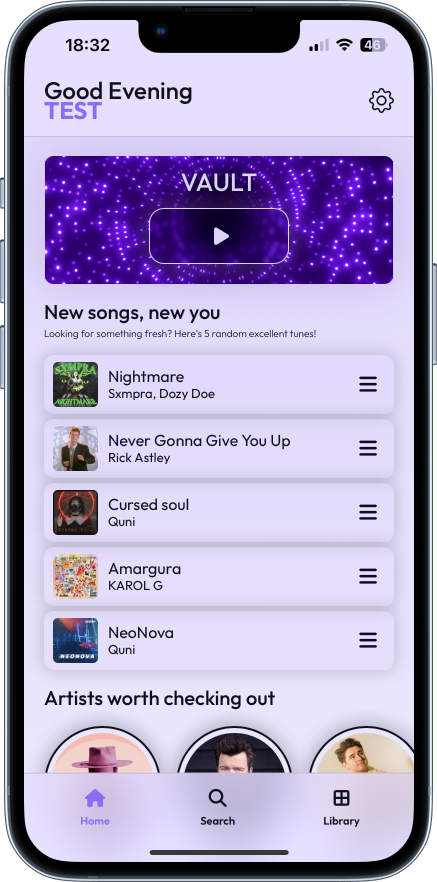 18:32
46
Good Evening
TEST
VAULT
New songs, new you
Looking for something fresh? Here's 5 random excellent tunes!
SXMPRA
NIGHTMARE
Nightmare
Sxmpra, Dozy Doe
Never Gonna Give You Up
Rick Astley
Cursed soul
Quni
Amargura
KAROL G
NEONOVA
NeoNova
Quni
Artists worth checking out
Home
Search
Library